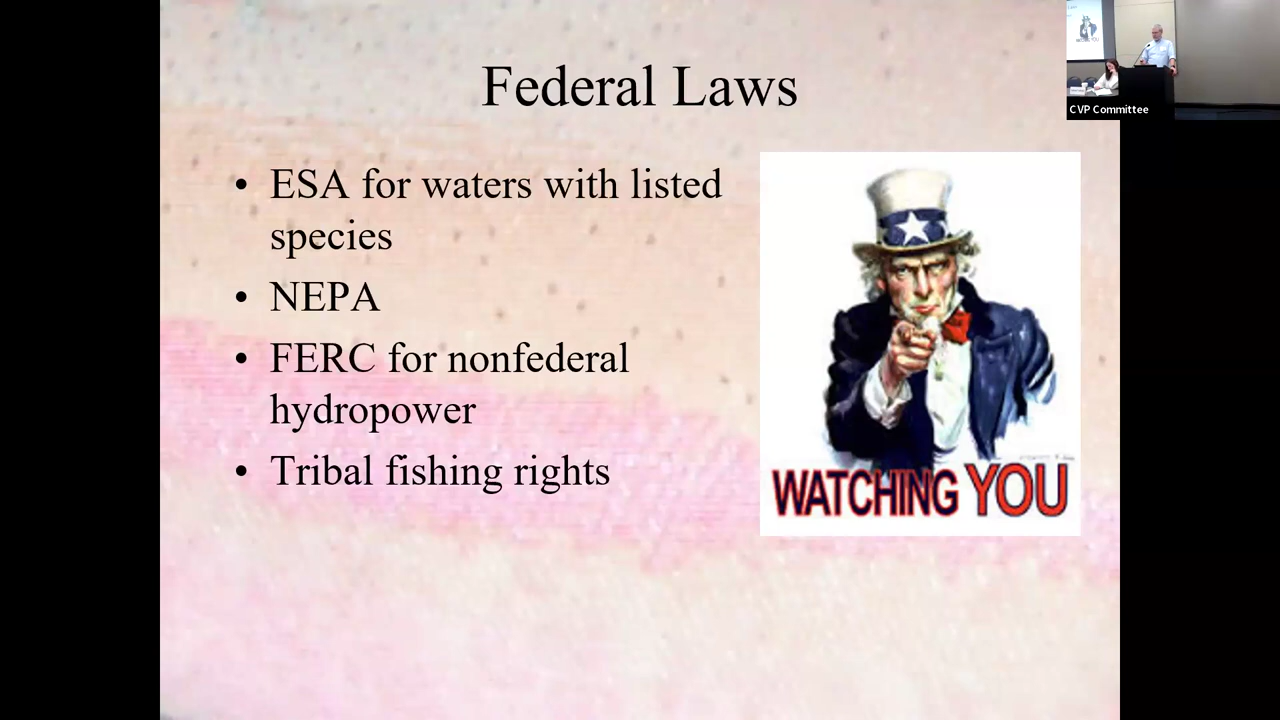 Federal Laws
• ESA for waters with listed
species
• NEPA
• FERC for nonfederal
hydropower
• Tribal fishing rights
WATCHING YOU
CVP Committee